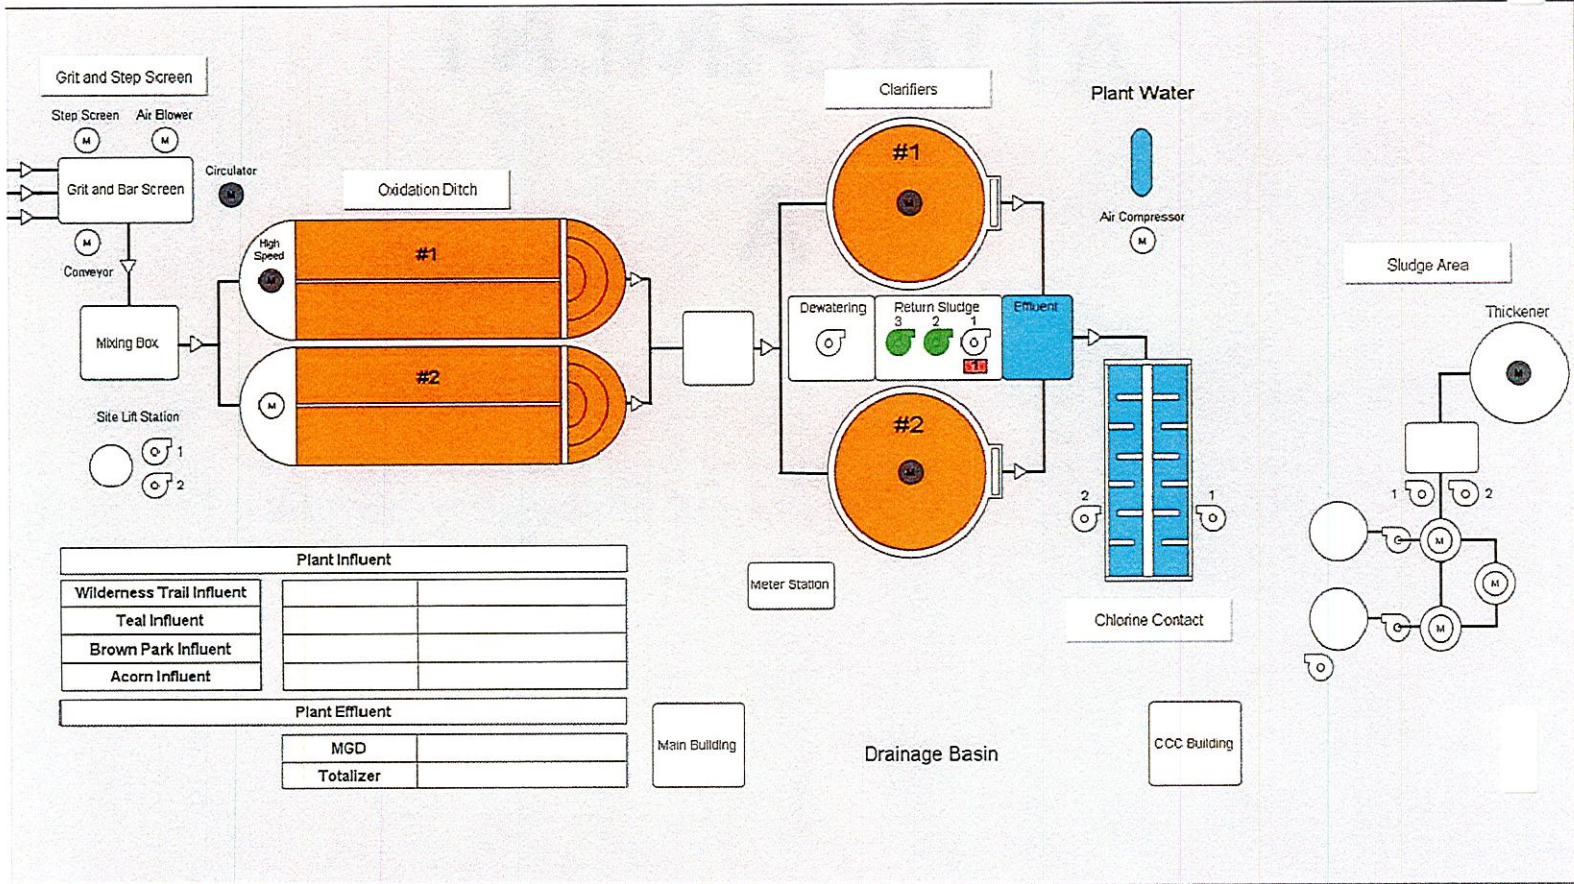 Grit and Step Screen
Step Screen
Air Blower
M
M
Grit and Bar Screen
Circulator
M
M
Conveyor
Mixing Box
Site Lift Station
1
2
Oxidation Ditch
High
Speed
M
#1
M
#2
Clarifiers
#1
M
Dewatering
Return Sludge
3 2 1
1
Effluent
#2
M
Plant Water
Air Compressor
M
2
1
Chlorine Contact
Sludge Area
Thickener
M
1
2
M
M
M
Meter Station
Plant Influent
Wilderness Trail Influent
Teal Influent
Brown Park Influent
Acorn Influent
Plant Effluent
MGD
Totalizer
Main Building
Drainage Basin
CCC Building